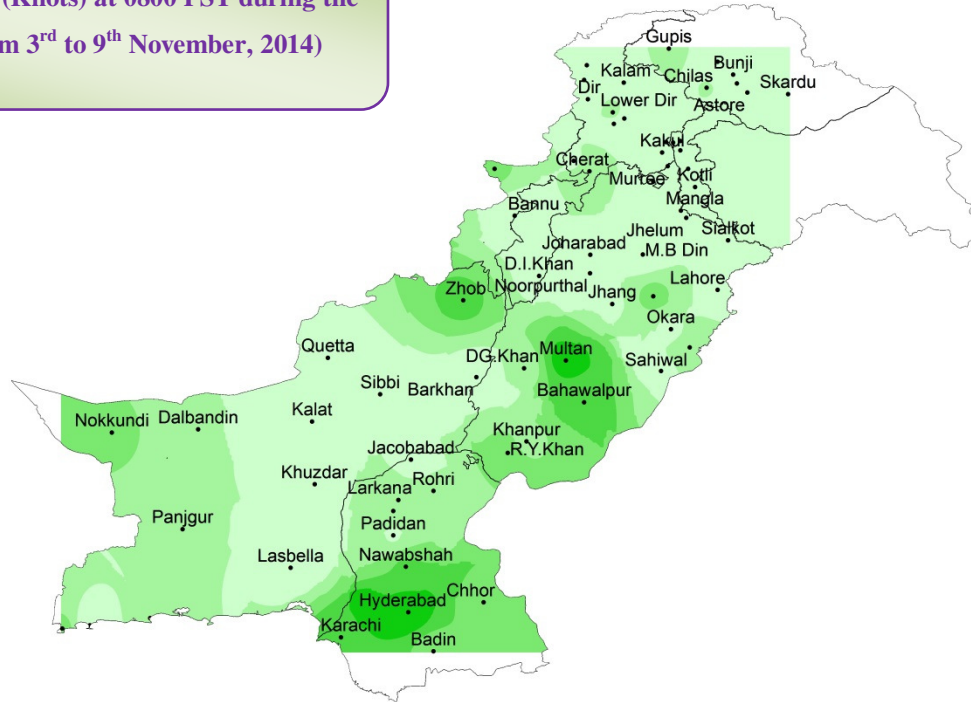 (Knots) at 0800 PST during the
3rd to 9th November, 2014)
Gupis
Bunji
Kalam
Chilas
Skardu
Dir
Lower Dir
Astore
Kakul
Cherat
Murree
Kotli
Mangla
Bannu
Jhelum
Sialkot
Joharabad
M.B Din
D.I.Khan
Lahore
Zhob
Noorpurthal
Jhang
Okara
Quetta
DG.Khan
Multan
Sahiwal
Sibbi
Barkhan
Bahawalpur
Nokkundi
Dalbandin
Kalat
Khanpur
Jacobabad
R.Y.Khan
Khuzdar
Larkana
Rohri
Panjgur
Padidan
Lasbella
Nawabshah
Chhor
Hyderabad
Karachi
Badin